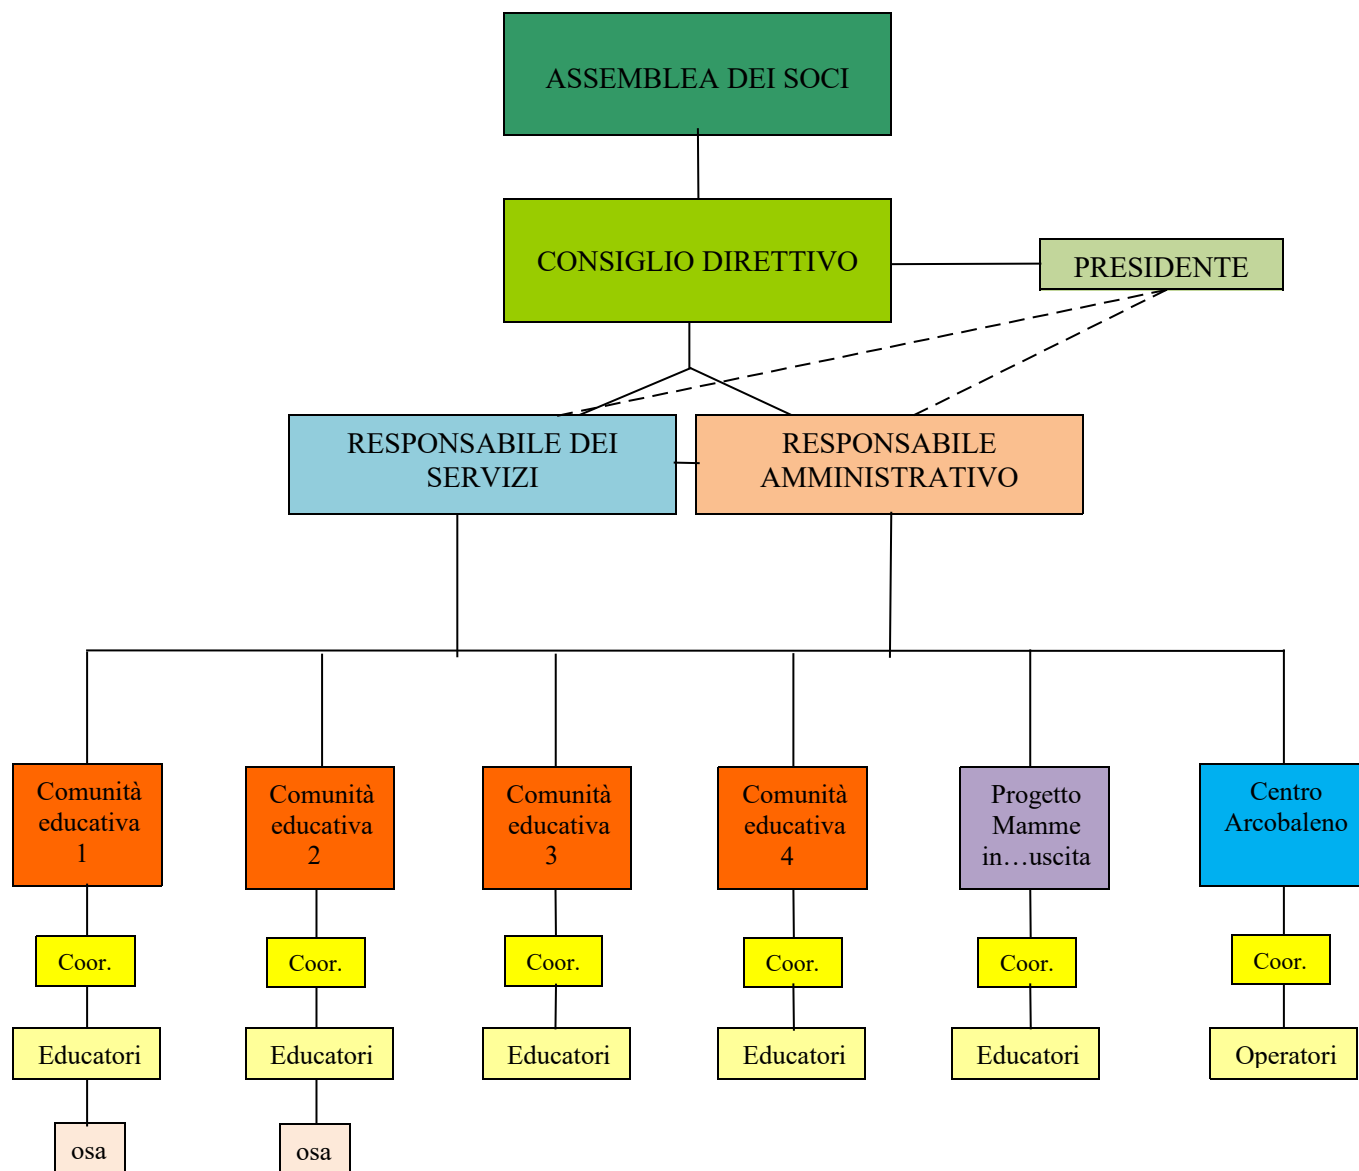 ASSEMBLEA DEI SOCI
CONSIGLIO DIRETTIVO
PRESIDENTE
RESPONSABILE DEI
SERVIZI
RESPONSABILE
AMMINISTRATIVO
Comunità
educativa
1
Comunità
educativa
2
Comunità
educativa
3
Comunità
educativa
4
Progetto
Mamme
in…uscita
Centro
Arcobaleno
Coor.
Coor.
Coor.
Coor.
Coor.
Coor.
Educatori
Educatori
Educatori
Educatori
Educatori
Operatori
osa
osa